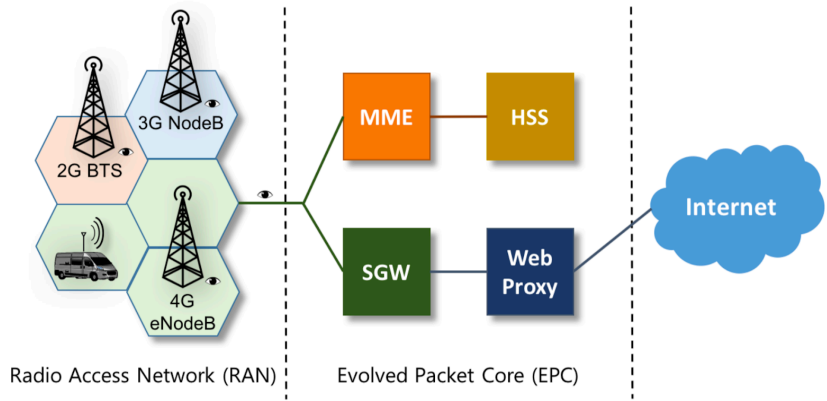 3G NodeB
2G BTS
4G
eNodeB
MME
HSS
SGW
Web
Proxy
Internet
Radio Access Network (RAN)
Evolved Packet Core (EPC)